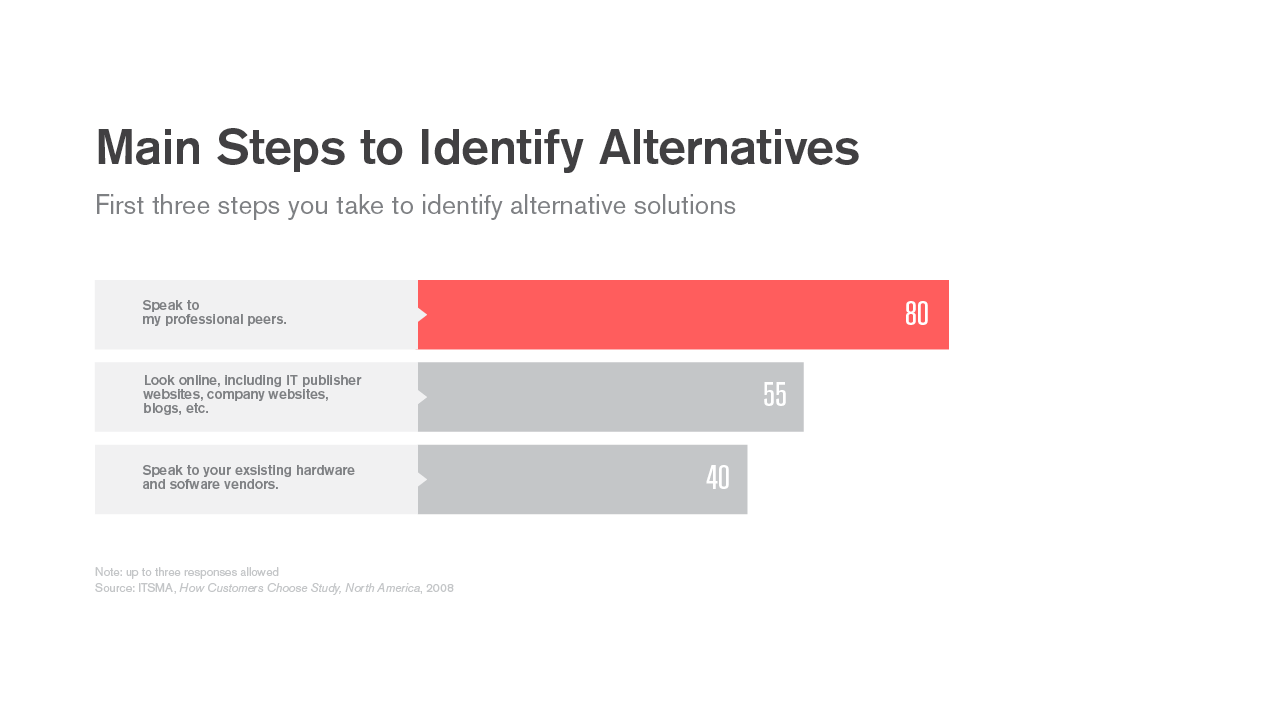 Main Steps to Identify Alternatives
First three steps you take to identify alternative solutions
Speak to
my professional peers.
80
Look online, including IT publisher
websites, company websites,
blogs, etc.
55
Speak to your exsisting hardware
and sofware vendors.
40
Note: up to three responses allowed
Source: ITSMA, How Customers Choose Study, North America, 2008